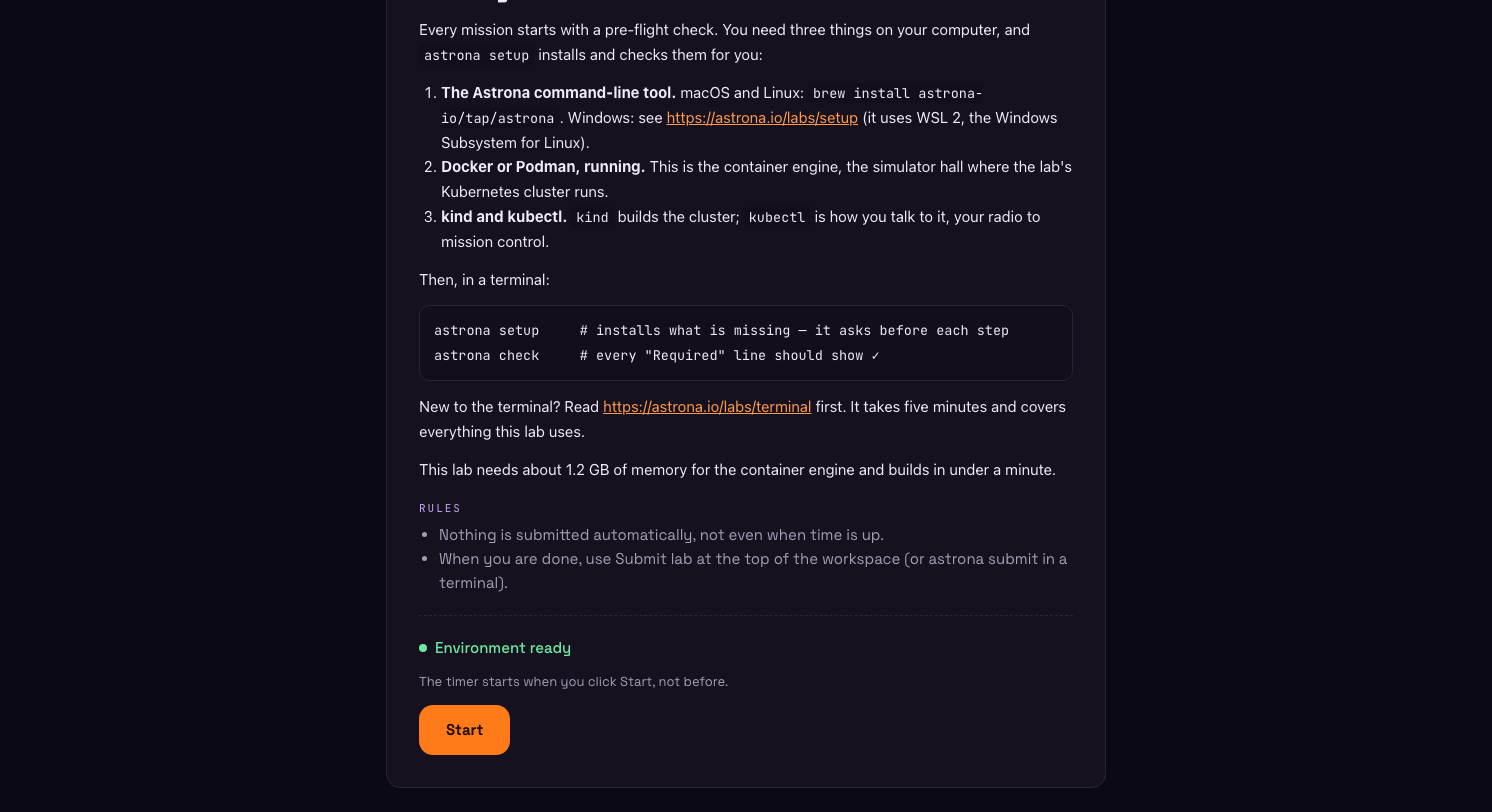 Every mission starts with a pre-flight check. You need three things on your computer, and
astrona setup installs and checks them for you:
1. The Astrona command-line tool. macOS and Linux: brew install astrona-
io/tap/astrona . Windows: see https://astrona.io/labs/setup (it uses WSL 2, the Windows
Subsystem for Linux).
2. Docker or Podman, running. This is the container engine, the simulator hall where the lab's
Kubernetes cluster runs.
3. kind and kubectl. kind builds the cluster; kubectl is how you talk to it, your radio to
mission control.
Then, in a terminal:
astrona setup # installs what is missing — it asks before each step
astrona check # every "Required" line should show ✓
New to the terminal? Read https://astrona.io/labs/terminal first. It takes five minutes and covers
everything this lab uses.
This lab needs about 1.2 GB of memory for the container engine and builds in under a minute.
RULES
• Nothing is submitted automatically, not even when time is up.
• When you are done, use Submit lab at the top of the workspace (or astrona submit in a
terminal).
Environment ready
The timer starts when you click Start, not before.
Start